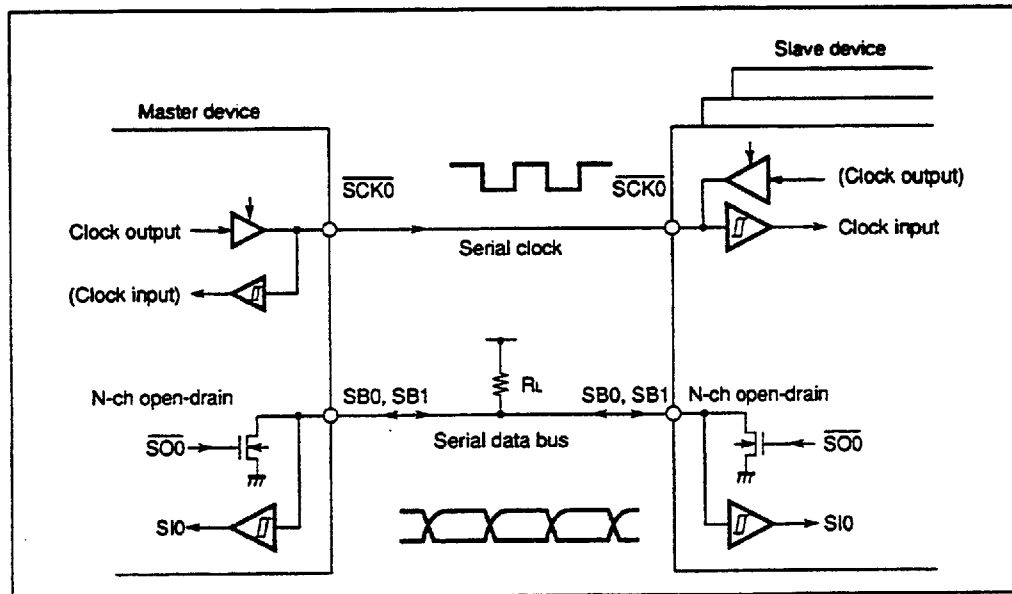 Slave device
Master device
SCK0
SCK0
(Clock output)
Clock output
Serial clock
Clock input
(Clock input)
RL
N-ch open-drain
SB0, SB1
SB0, SB1
N-ch open-drain
SO0
Serial data bus
SO0
SI0
SI0